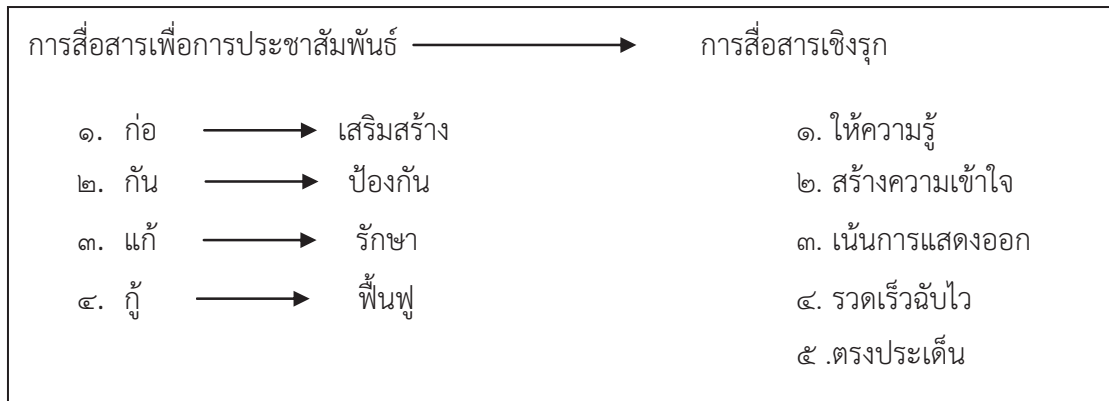 การสื่อสารเพื่อการประชาสัมพันธ์ การสื่อสารเชิงรุก
๑. ก่อ เสริมสร้าง ๑. ให้ความรู้
๒. กัน ป้องกัน ๒. สร้างความเข้าใจ
๓. แก้ รักษา ๓. เน้นการแสดงออก
๔. กู้ ฟื้นฟู ๔. รวดเร็วฉับไว
๕ .ตรงประเด็น